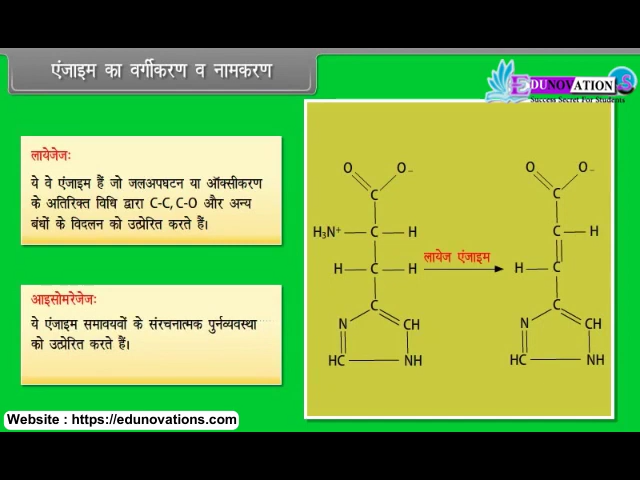 एंजाइम का वर्गीकरण व नामकरण
EDUNOVATIONS
Success Secret For Students
लायेजेजः
ये वे एंजाइम हैं जो जलअपघटन या ऑक्सीकरण
के अतिरिक्त विधि द्वारा C-C, C-O और अन्य
बंधों के विदलन को उत्प्रेरित करते हैं।
आइसोमरेजेजः
ये एंजाइम समावयवों के संरचनात्मक पुर्नव्यवस्था
को उत्प्रेरित करते हैं।
O O–
C
H₃N⁺ C H
H C H
C
N CH
HC NH
लायेज एंजाइम
O O–
C
C H
H C
C
N CH
HC NH
Website : https://edunovations.com